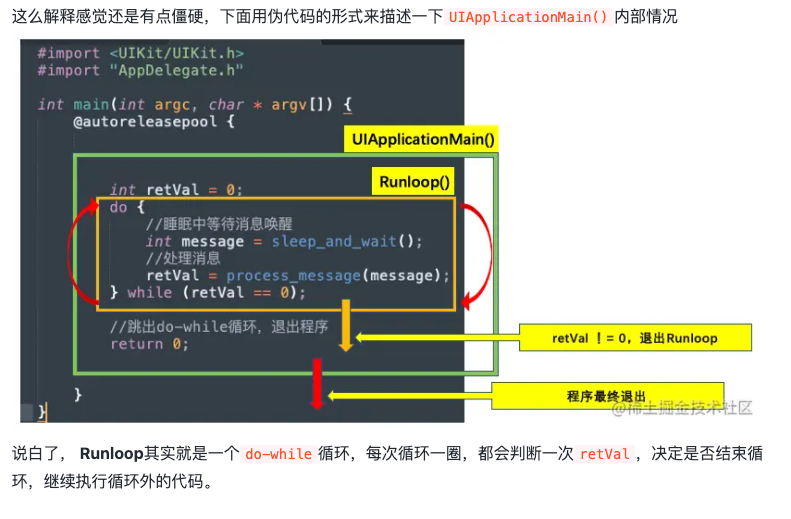 这么解释感觉还是有点僵硬，下面用伪代码的形式来描述一下 UIApplicationMain() 内部情况
#import <UIKit/UIKit.h>
#import "AppDelegate.h"
int main(int argc, char * argv[]) {
@autoreleasepool {
UIApplicationMain()
Runloop()
int retVal = 0;
do {
//睡眠中等待消息唤醒
int message = sleep_and_wait();
//处理消息
retVal = process_message(message);
} while (retVal == 0);
//跳出do-while循环，退出程序
return 0;
retVal ！= 0，退出Runloop
}
程序最终退出
@稀土掘金技术社区
}
说白了， Runloop其实就是一个 do-while 循环，每次循环一圈，都会判断一次 retVal ，决定是否结束循
环，继续执行循环外的代码。